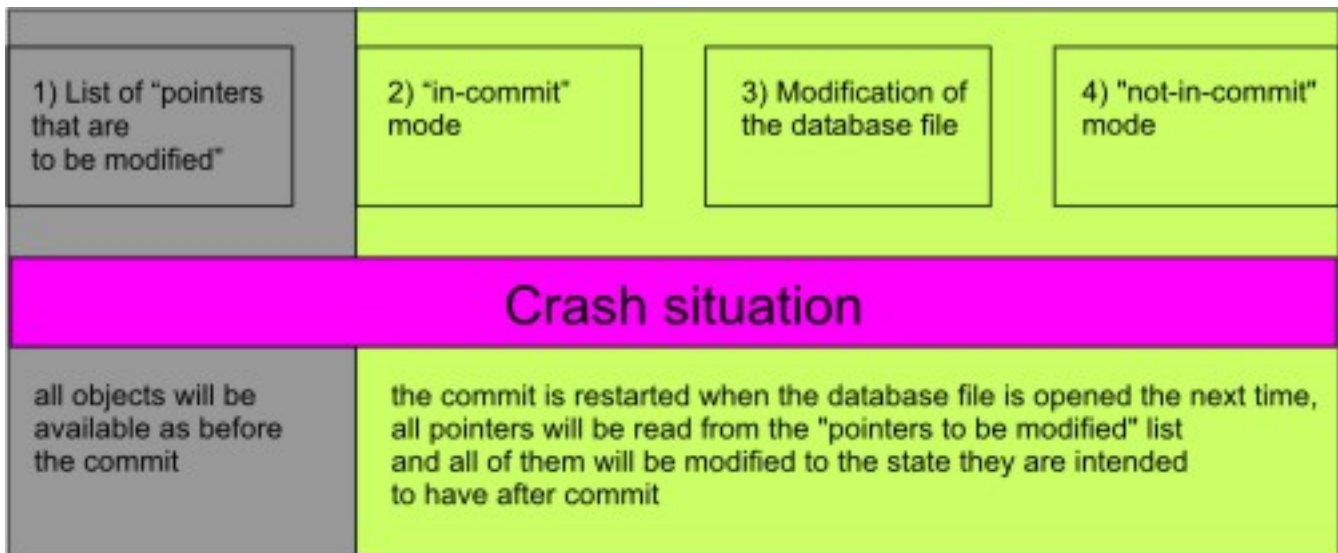 1) List of “pointers
that are
to be modified”
2) “in-commit”
mode
3) Modification of
the database file
4) "not-in-commit"
mode
Crash situation
all objects will be
available as before
the commit
the commit is restarted when the database file is opened the next time,
all pointers will be read from the "pointers to be modified" list
and all of them will be modified to the state they are intended
to have after commit